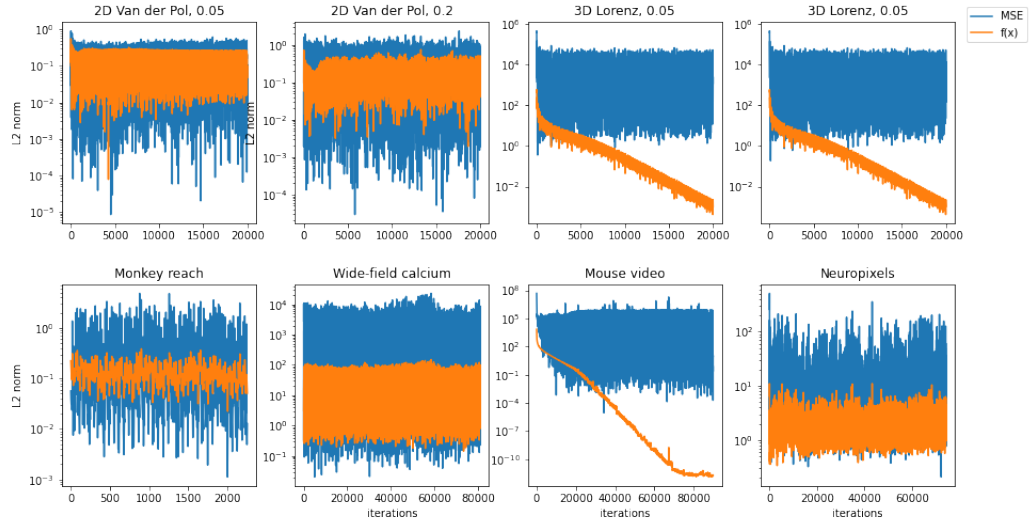 2D Van der Pol, 0.05
2D Van der Pol, 0.2
3D Lorenz, 0.05
3D Lorenz, 0.05
MSE
f(x)
L2 norm
10^0
10^-1
10^-2
10^-3
10^-4
10^-5
0 5000 10000 15000 20000
L2 norm
10^0
10^-1
10^-2
10^-3
10^-4
0 5000 10000 15000 20000
10^6
10^4
10^2
10^0
10^-2
0 5000 10000 15000 20000
10^6
10^4
10^2
10^0
10^-2
0 5000 10000 15000 20000
Monkey reach
Wide-field calcium
Mouse video
Neuropixels
L2 norm
10^0
10^-1
10^-2
10^-3
0 500 1000 1500 2000
iterations
10^4
10^3
10^2
10^1
10^0
10^-1
0 20000 40000 60000 80000
iterations
10^8
10^5
10^2
10^-1
10^-4
10^-7
10^-10
0 20000 40000 60000 80000
iterations
10^2
10^1
10^0
0 20000 40000 60000
iterations